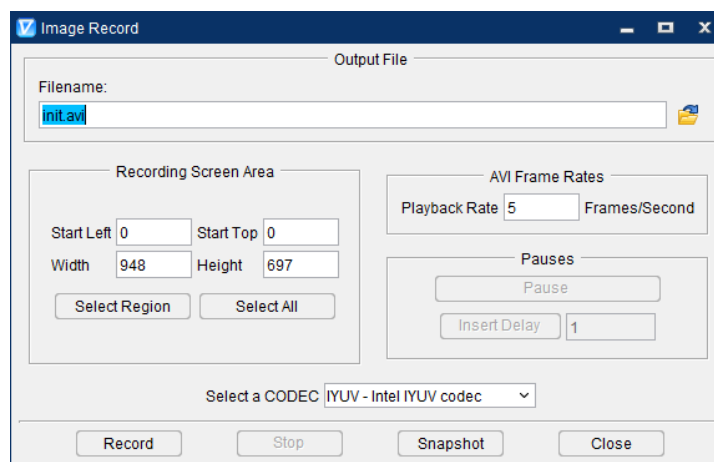 Image Record
Output File
Filename:
init.avi
Recording Screen Area
Start Left 0 Start Top 0
Width 948 Height 697
Select Region Select All
AVI Frame Rates
Playback Rate 5 Frames/Second
Pauses
Pause
Insert Delay 1
Select a CODEC IYUV - Intel IYUV codec
Record Stop Snapshot Close